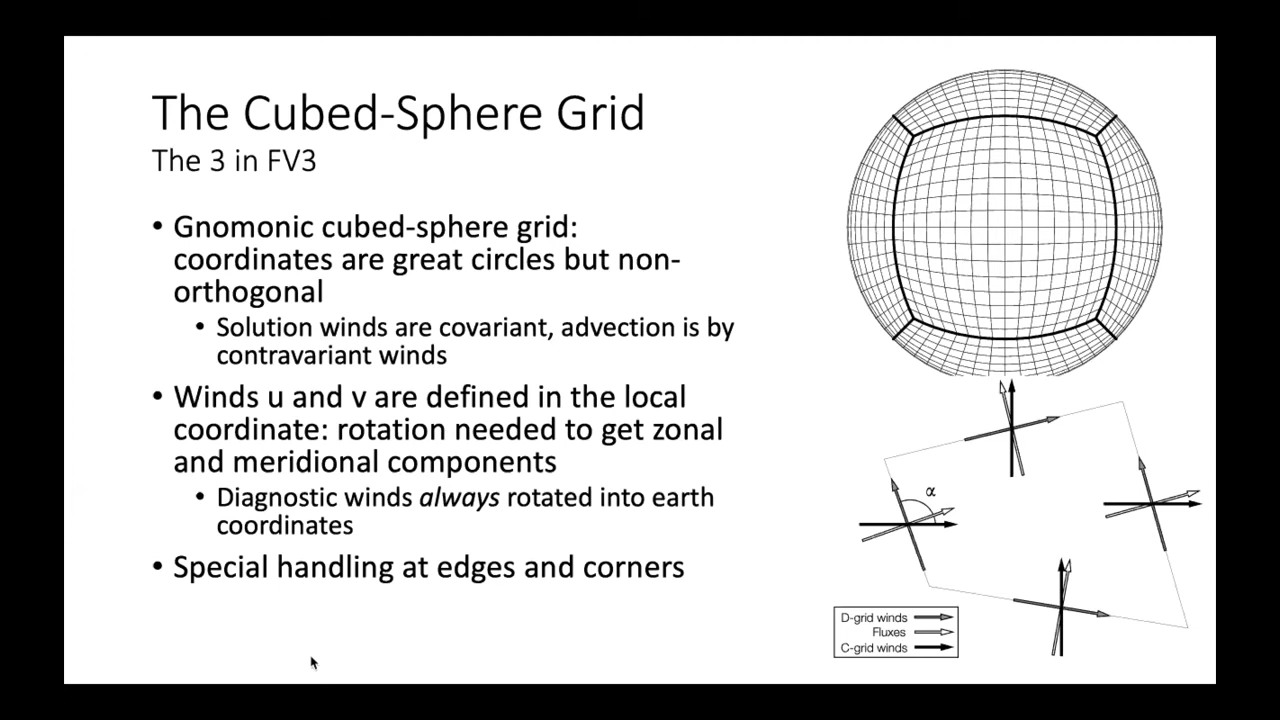 The Cubed-Sphere Grid
The 3 in FV3
• Gnomonic cubed-sphere grid:
coordinates are great circles but non-
orthogonal
• Solution winds are covariant, advection is by
contravariant winds
• Winds u and v are defined in the local
coordinate: rotation needed to get zonal
and meridional components
• Diagnostic winds always rotated into earth
coordinates
• Special handling at edges and corners
α
D-grid winds
Fluxes
C-grid winds